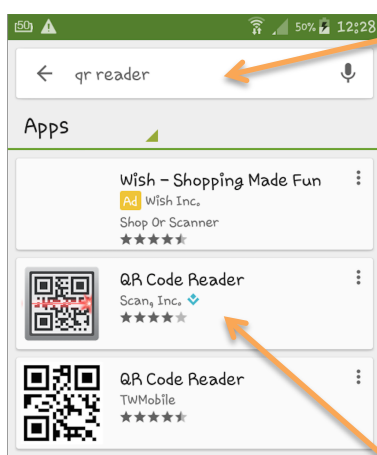 50 50% 12:28
qr reader
Apps
Wish – Shopping Made Fun
Ad Wish Inc.
Shop Or Scanner
QR Code Reader
Scan, Inc.
QR Code Reader
TWMobile